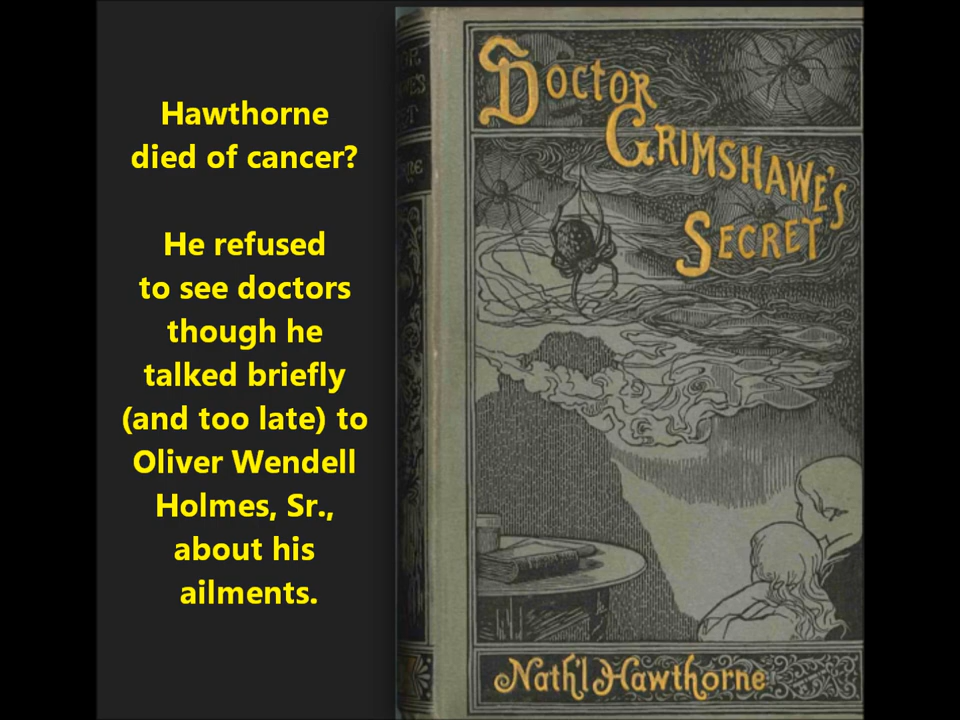 Hawthorne
died of cancer?
He refused
to see doctors
though he
talked briefly
(and too late) to
Oliver Wendell
Holmes, Sr.,
about his
ailments.
DOCTOR
GRIMSHAWE'S
SECRET
Nath'l Hawthorne